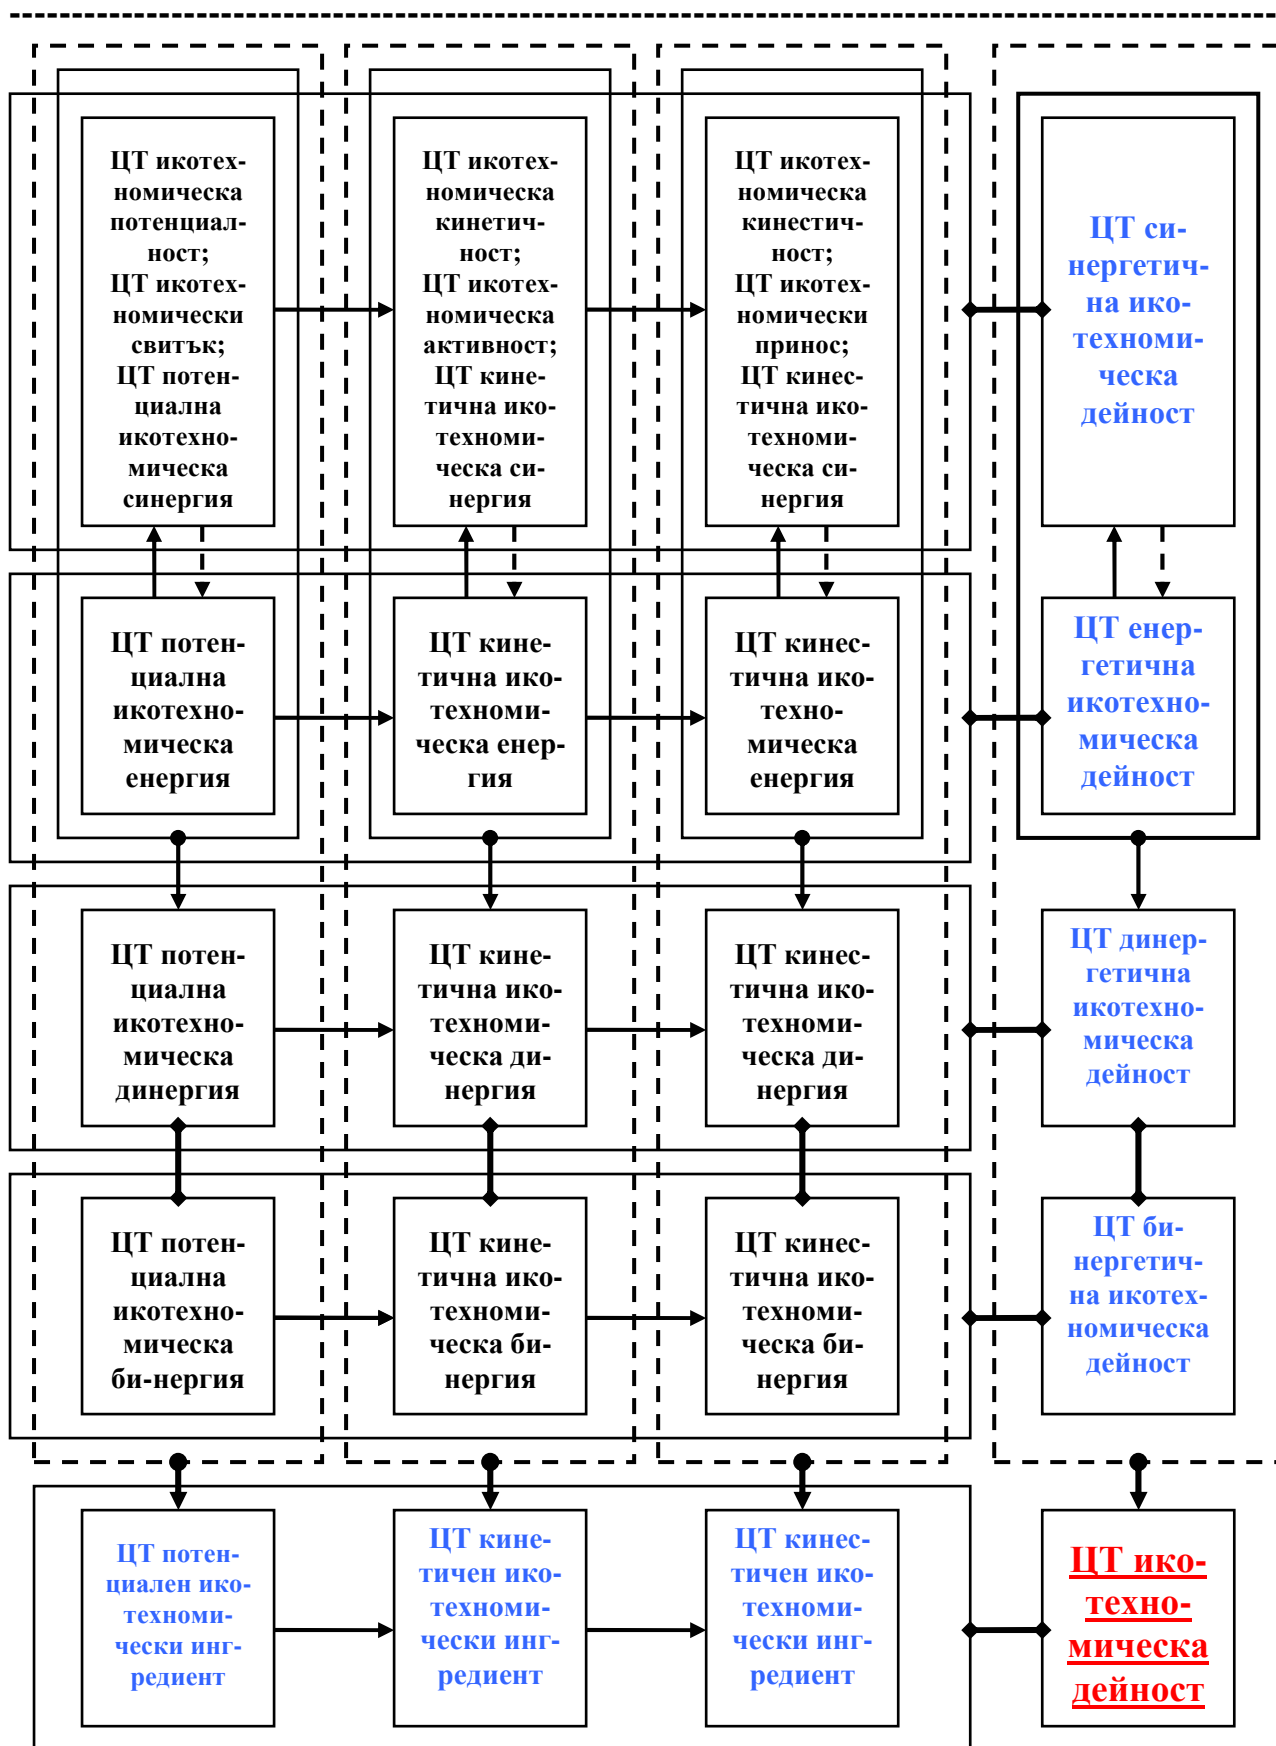 ЦТ икотех-
номическа
потенциал-
ност;
ЦТ икотех-
номически
свитък;
ЦТ потен-
циална
икотехно-
мическа
синергия
ЦТ икотех-
номическа
кинетич-
ност;
ЦТ икотех-
номическа
активност;
ЦТ кине-
тична ико-
техноми-
ческа си-
нергия
ЦТ икотех-
номическа
кинестич-
ност;
ЦТ икотех-
номически
принос;
ЦТ кинес-
тична ико-
техноми-
ческа си-
нергия
ЦТ си-
нергетич-
на ико-
техноми-
ческа
дейност
ЦТ потен-
циална
икотехно-
мическа
енергия
ЦТ кине-
тична ико-
техноми-
ческа енер-
гия
ЦТ кинес-
тична ико-
техно-
мическа
енергия
ЦТ енер-
гетична
икотехно-
мическа
дейност
ЦТ потен-
циална
икотехно-
мическа
динергия
ЦТ кине-
тична ико-
техноми-
ческа ди-
нергия
ЦТ кинес-
тична ико-
техноми-
ческа ди-
нергия
ЦТ динер-
гетична
икотехно-
мическа
дейност
ЦТ потен-
циална
икотехно-
мическа
би-нергия
ЦТ кине-
тична ико-
техноми-
ческа би-
нергия
ЦТ кинес-
тична ико-
техноми-
ческа би-
нергия
ЦТ би-
нергетич-
на икотех-
номическа
дейност
ЦТ потен-
циален ико-
техноми-
чески инг-
редиент
ЦТ кине-
тичен ико-
техноми-
чески инг-
редиент
ЦТ кинес-
тичен ико-
техноми-
чески инг-
редиент
ЦТ ико-
техно-
мическа
дейност